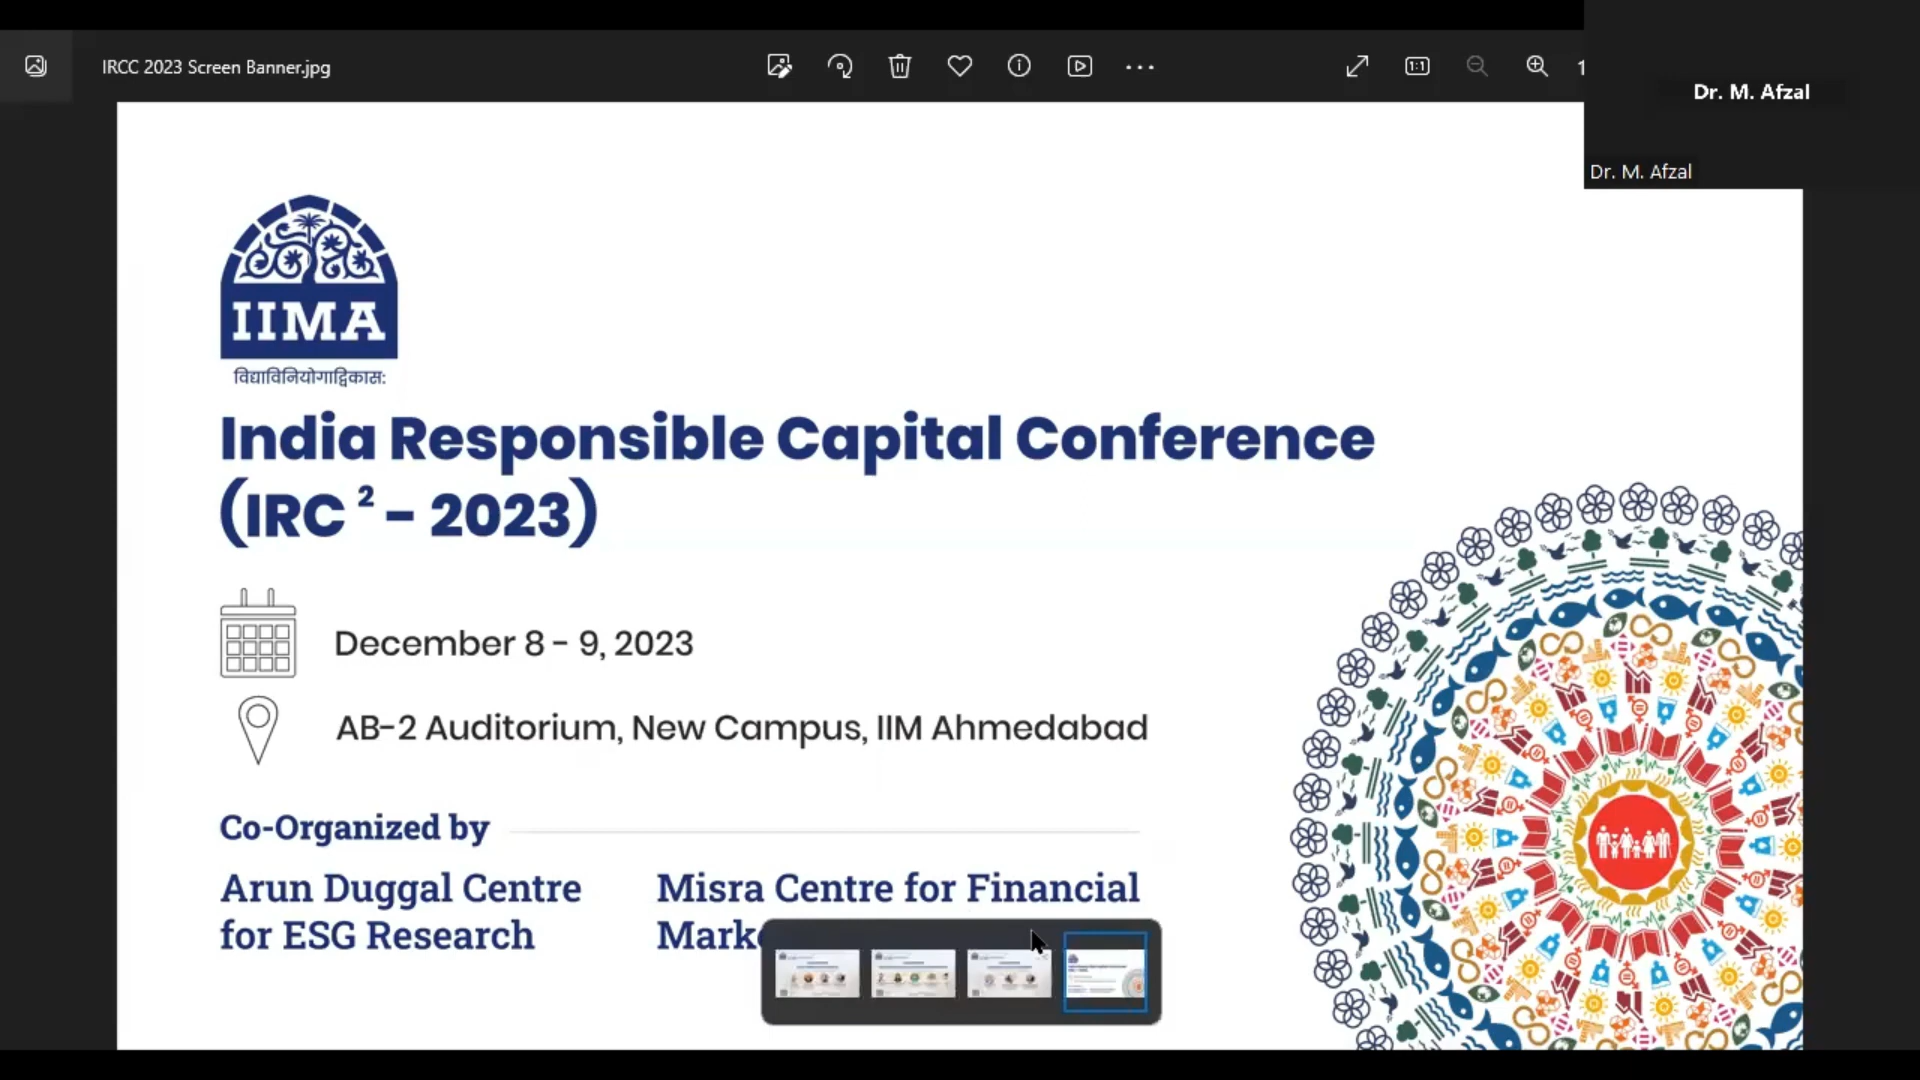 IRCC 2023 Screen Banner.jpg
Dr. M. Afzal
Dr. M. Afzal
IIMA
विद्याविनियोगाद्विकास:
India Responsible Capital Conference
(IRC ² - 2023)
December 8 - 9, 2023
AB-2 Auditorium, New Campus, IIM Ahmedabad
Co-Organized by
Arun Duggal Centre
for ESG Research
Misra Centre for Financial